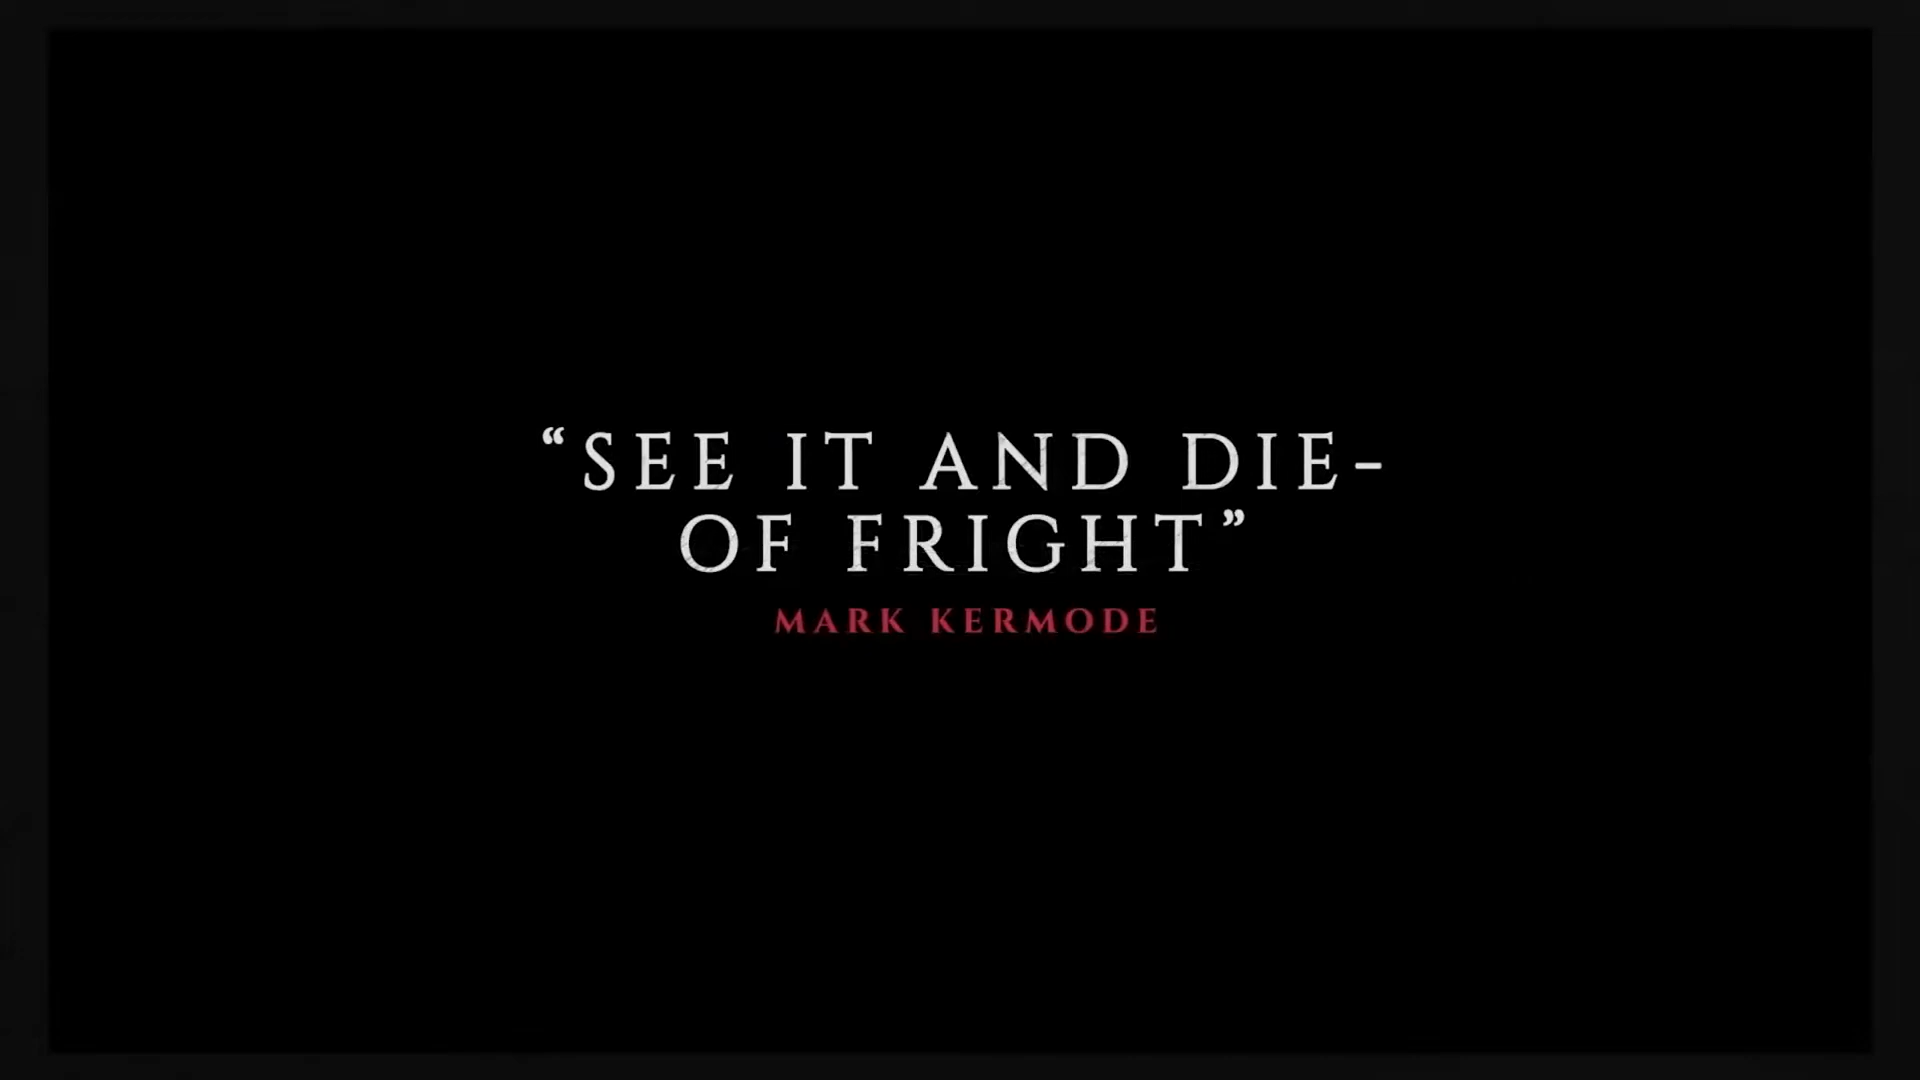 “SEE IT AND DIE-
OF FRIGHT”
MARK KERMODE